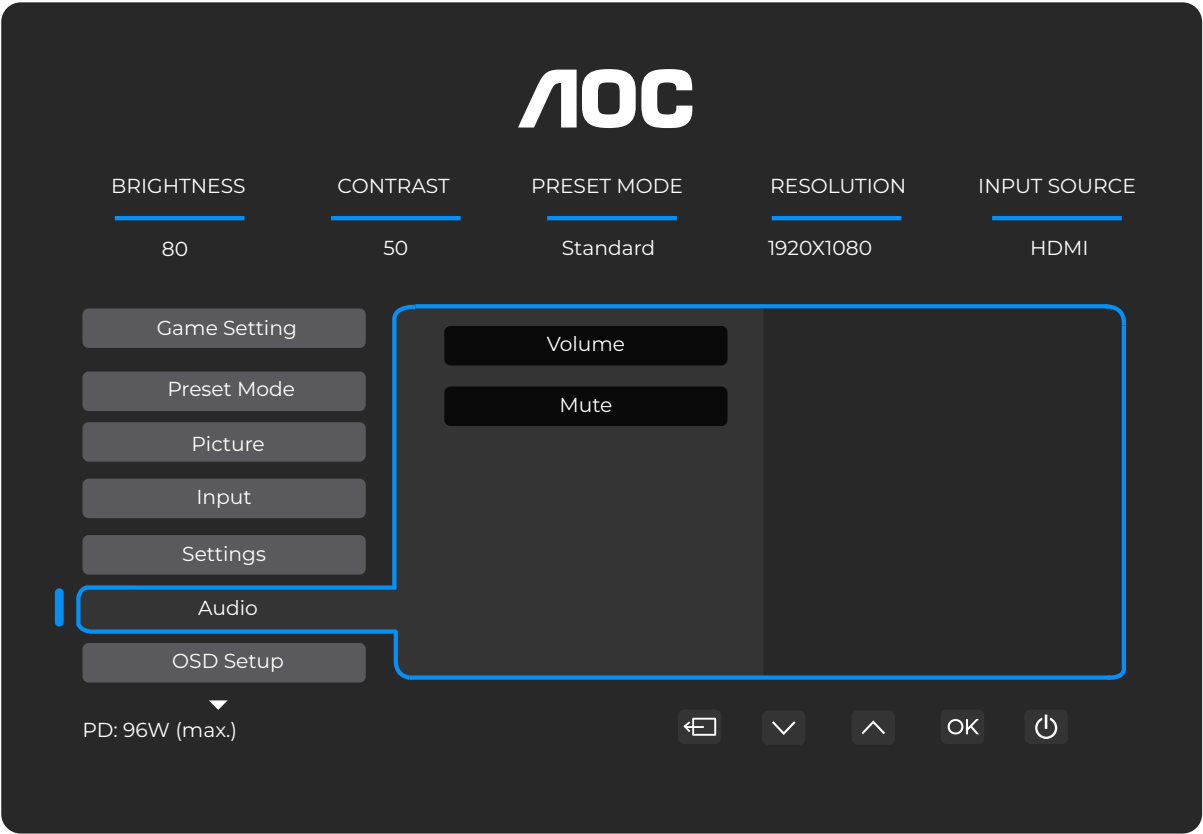 AOC
BRIGHTNESS CONTRAST PRESET MODE RESOLUTION INPUT SOURCE
80 50 Standard 1920X1080 HDMI
Game Setting
Preset Mode
Picture
Input
Settings
Audio
OSD Setup
Volume
Mute
PD: 96W (max.)
OK